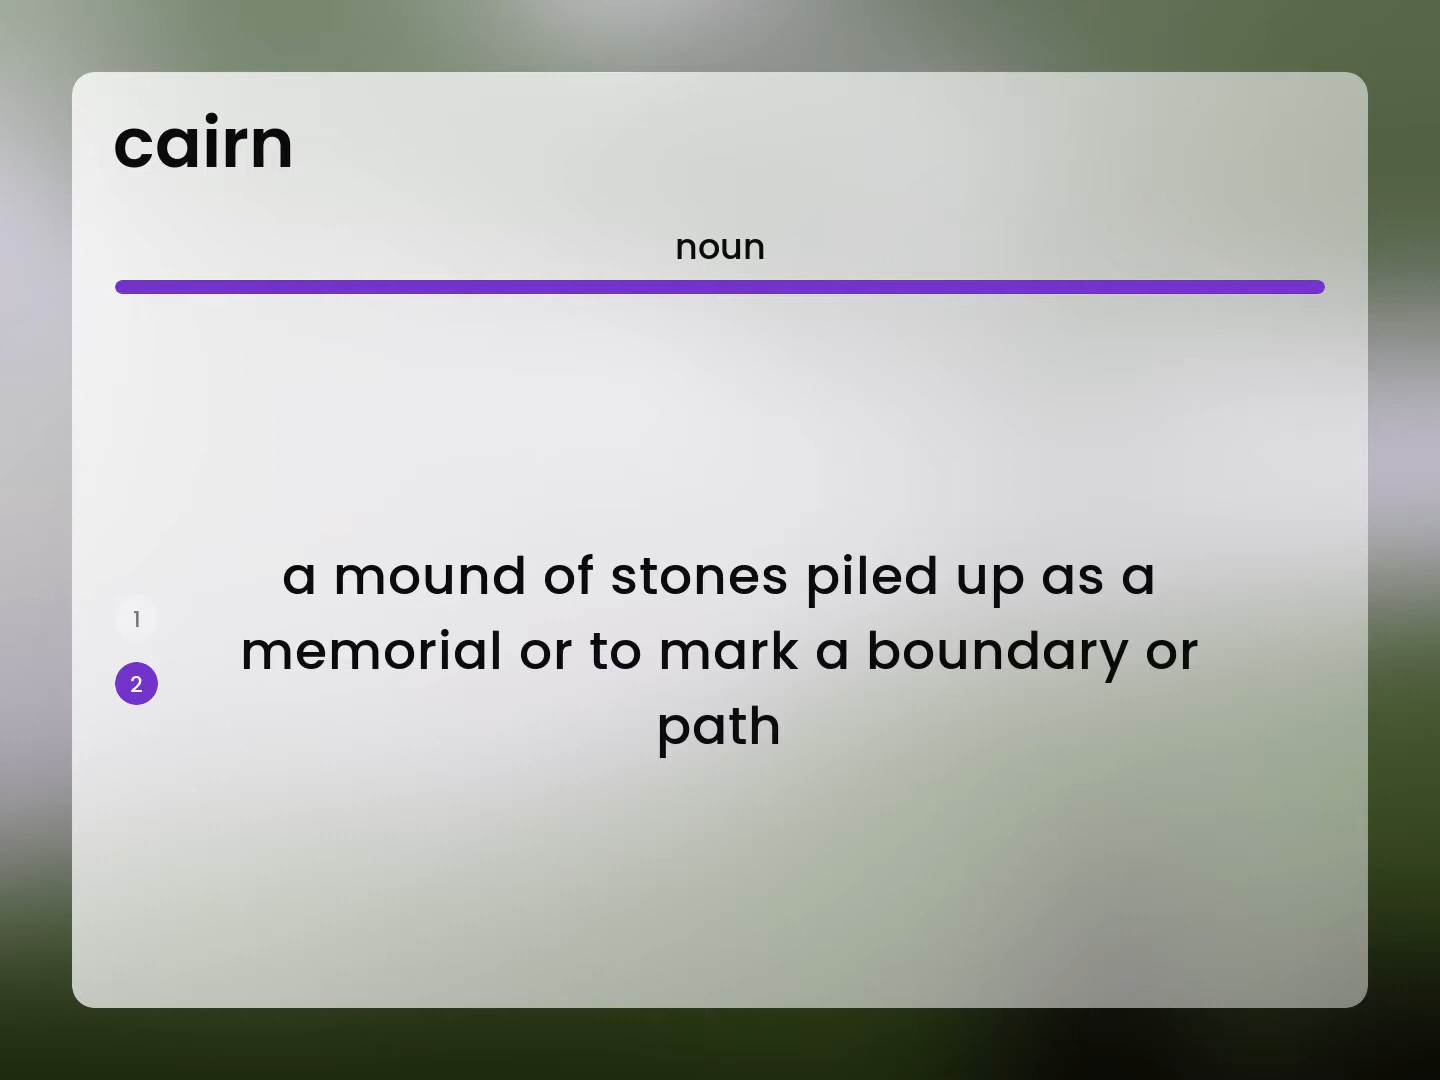 cairn
noun
a mound of stones piled up as a
memorial or to mark a boundary or
path
1
2